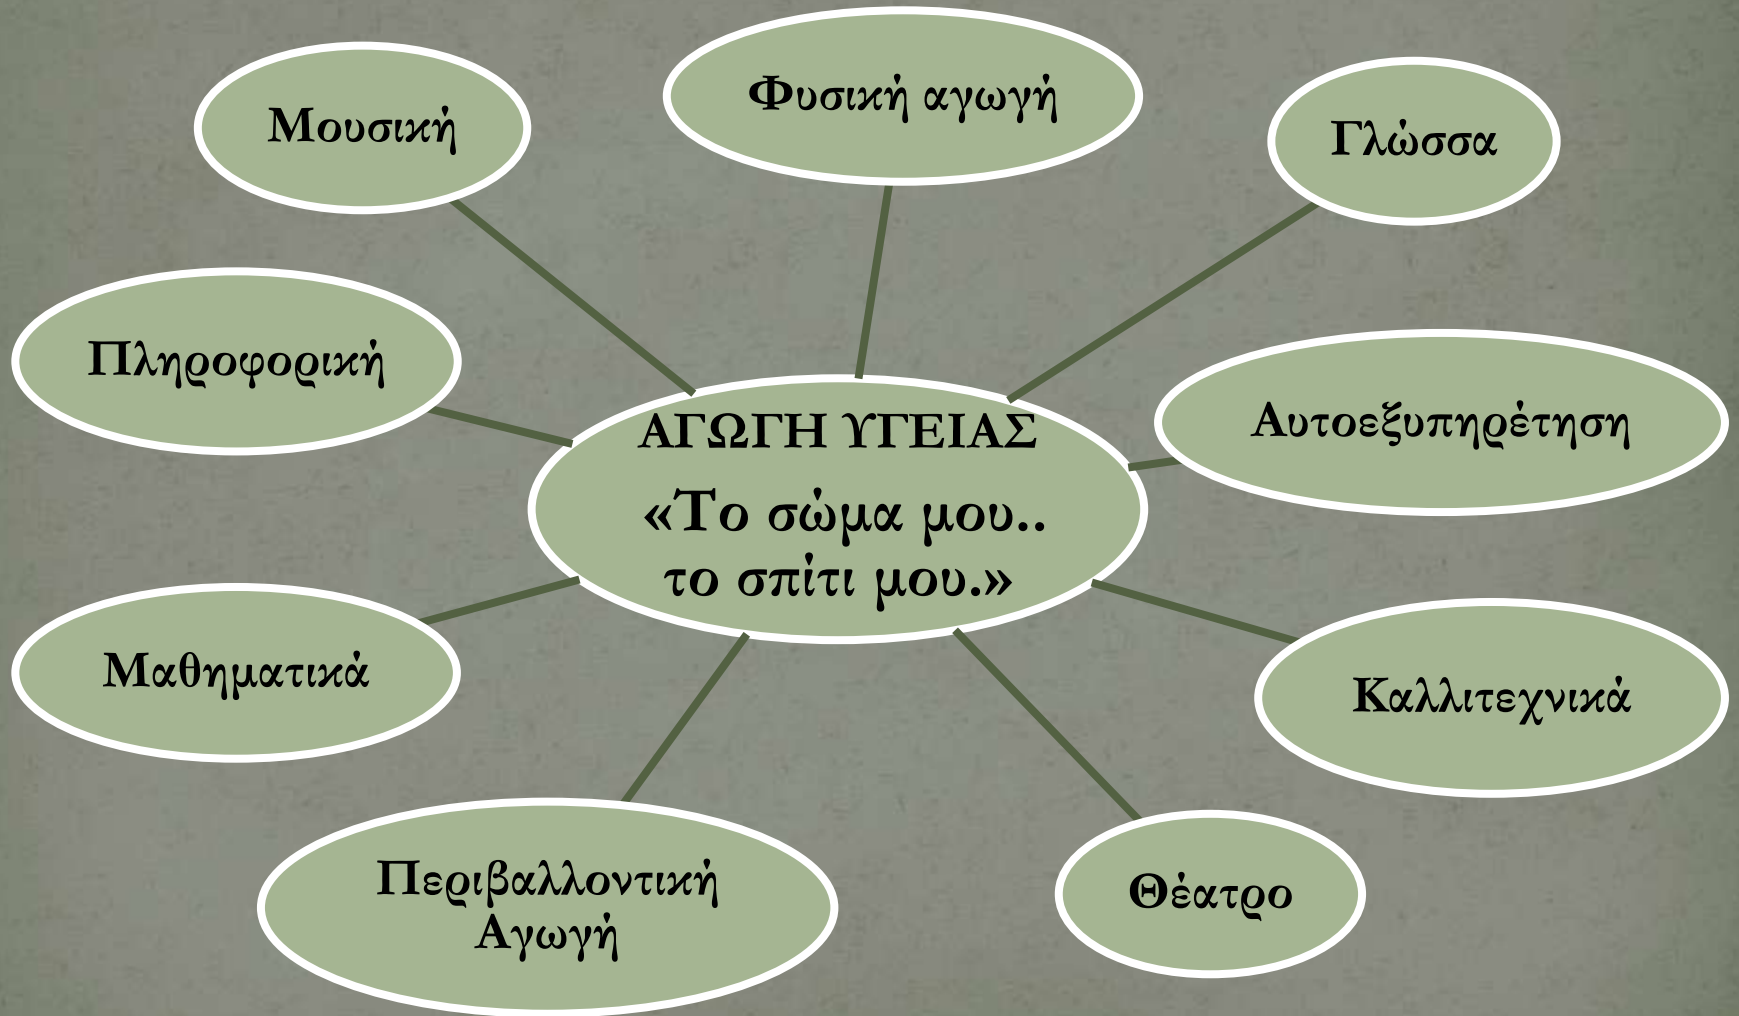 Φυσική αγωγή
Μουσική
Γλώσσα
Πληροφορική
Αυτοεξυπηρέτηση
ΑΓΩΓΗ ΥΓΕΙΑΣ
«Το σώμα μου..
το σπίτι μου.»
Μαθηματικά
Καλλιτεχνικά
Περιβαλλοντική
Αγωγή
Θέατρο